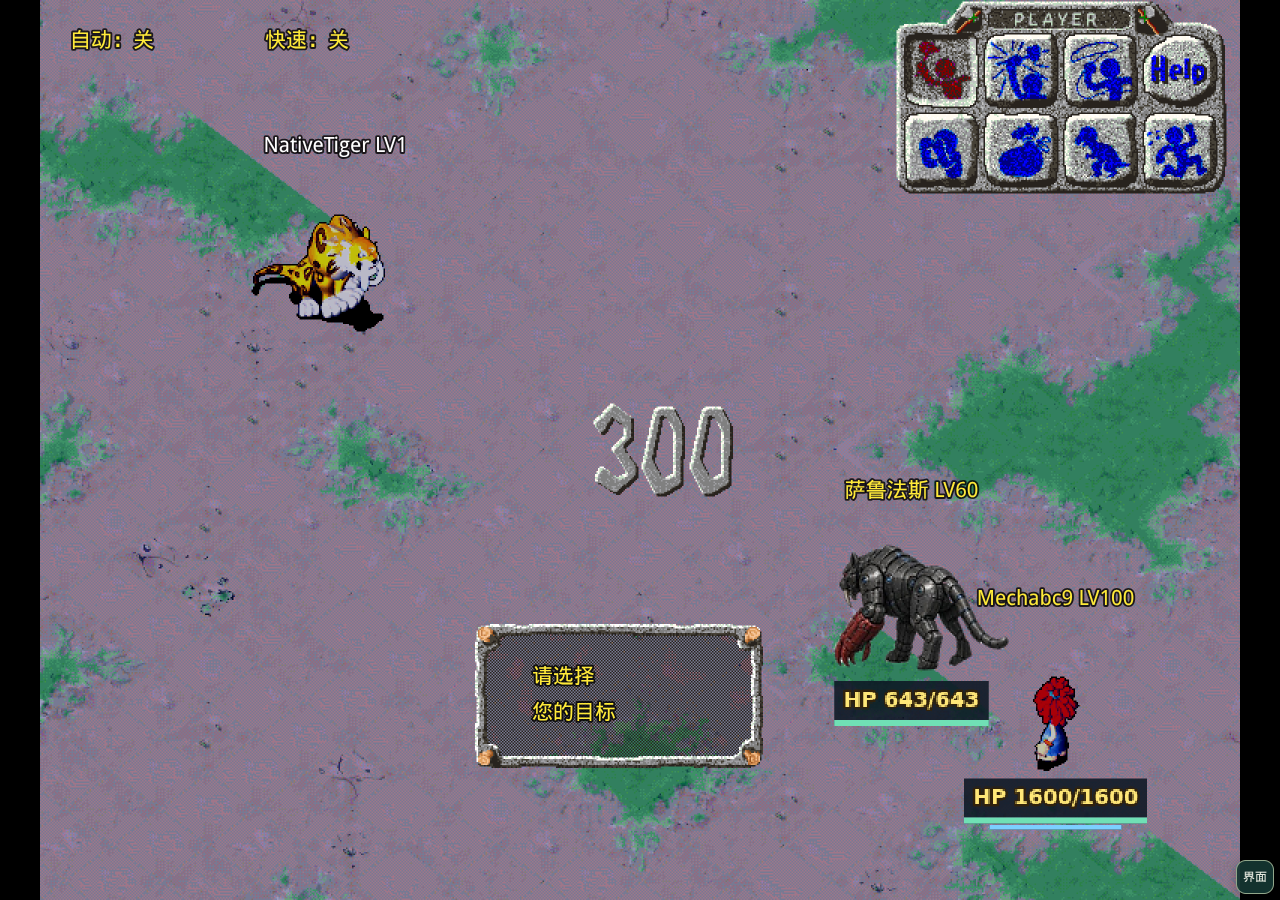 自动：关
快速：关
PLAYER
Help
NativeTiger LV1
300
萨鲁法斯 LV60
Mechabc9 LV100
请选择
您的目标
HP 643/643
HP 1600/1600
界面